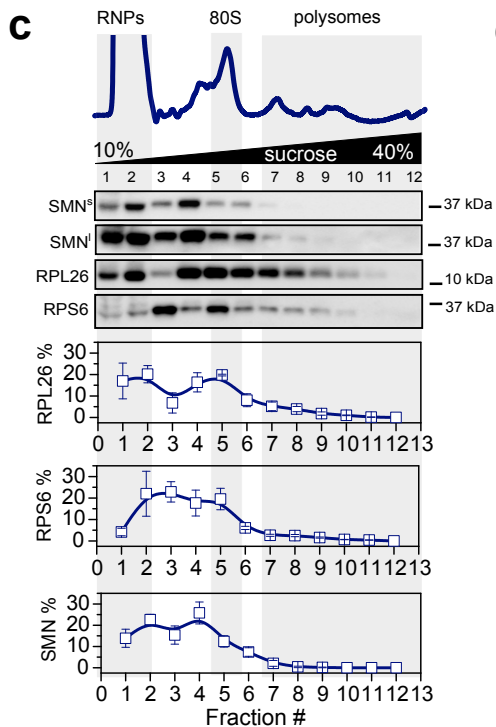 c
RNPs 80S polysomes
10% sucrose 40%
1 2 3 4 5 6 7 8 9 10 11 12
SMNˢ 37 kDa
SMNˡ 37 kDa
RPL26 10 kDa
RPS6 37 kDa
RPL26 %
30
20
10
0
0 1 2 3 4 5 6 7 8 9 10 11 12 13
RPS6 %
30
20
10
0
0 1 2 3 4 5 6 7 8 9 10 11 12 13
SMN %
30
20
10
0
0 1 2 3 4 5 6 7 8 9 10 11 12 13
Fraction #